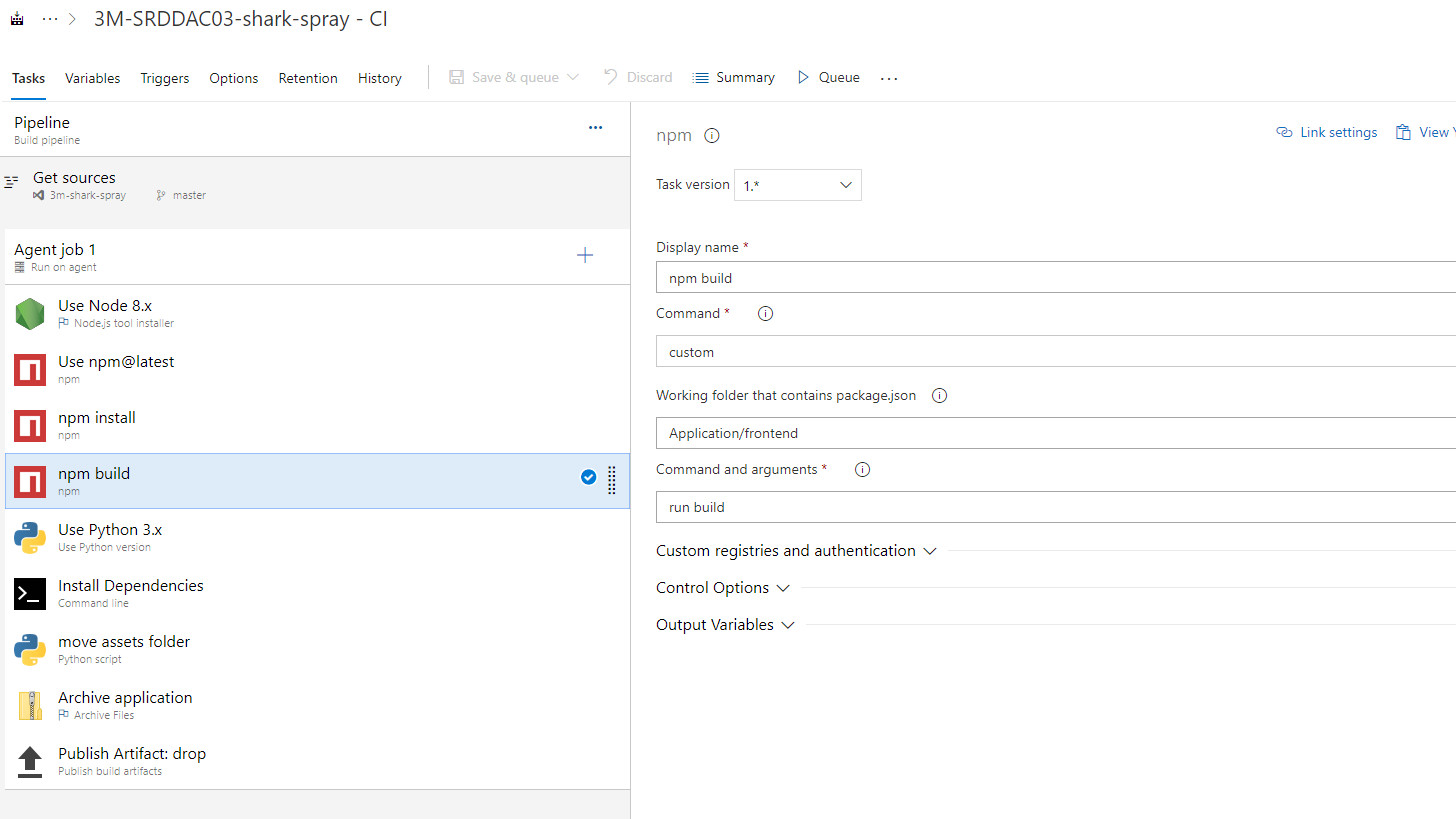 ··· > 3M-SRDDAC03-shark-spray - CI
Tasks Variables Triggers Options Retention History Save & queue Discard Summary Queue ···
Pipeline ···
Build pipeline
Get sources
3m-shark-spray master
Agent job 1
Run on agent
Use Node 8.x
Node.js tool installer
Use npm@latest
npm
npm install
npm
npm build
npm
Use Python 3.x
Use Python version
Install Dependencies
Command line
move assets folder
Python script
Archive application
Archive Files
Publish Artifact: drop
Publish build artifacts
npm
Link settings View
Task version 1.*
Display name *
npm build
Command *
custom
Working folder that contains package.json
Application/frontend
Command and arguments *
run build
Custom registries and authentication
Control Options
Output Variables